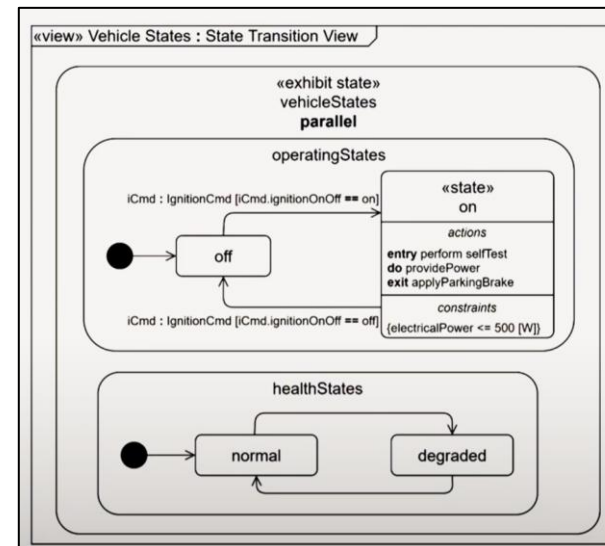 «view» Vehicle States : State Transition View
«exhibit state»
vehicleStates
parallel
operatingStates
iCmd : IgnitionCmd [iCmd.ignitionOnOff == on]
off
iCmd : IgnitionCmd [iCmd.ignitionOnOff == off]
«state»
on
actions
entry perform selfTest
do providePower
exit applyParkingBrake
constraints
{electricalPower <= 500 [W]}
healthStates
normal
degraded